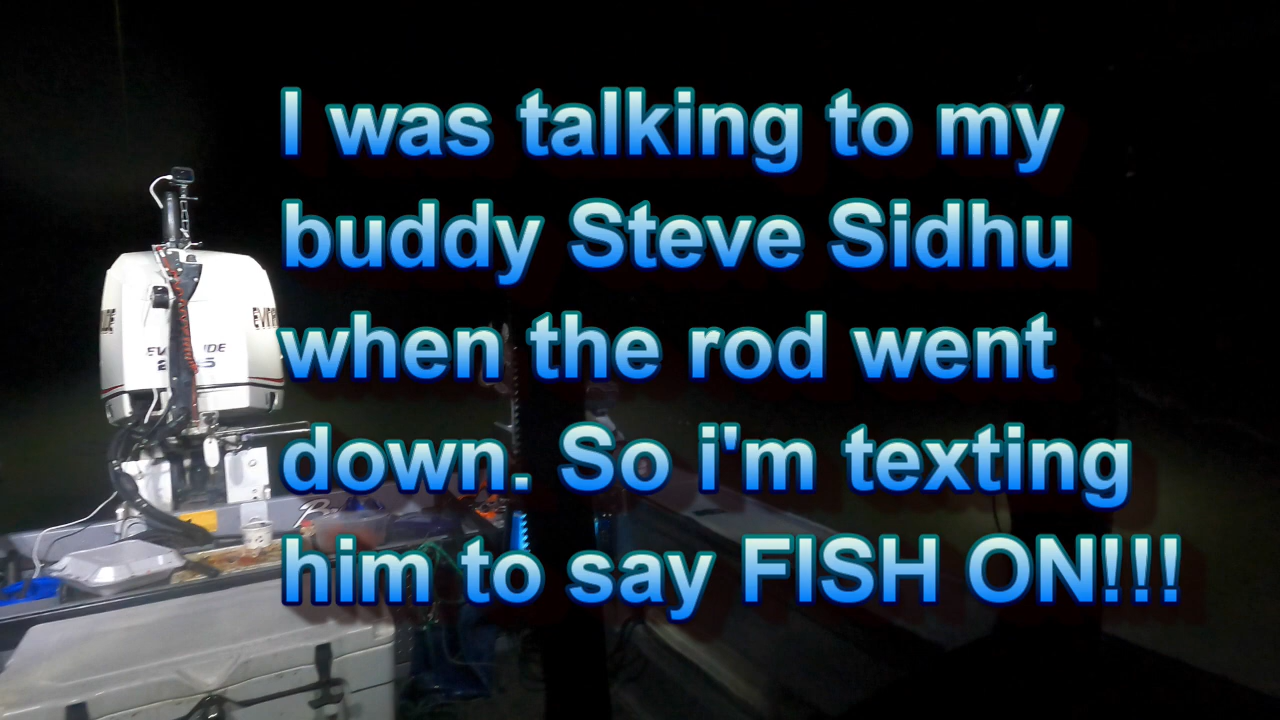 I was talking to my
buddy Steve Sidhu
when the rod went
down. So i'm texting
him to say FISH ON!!!